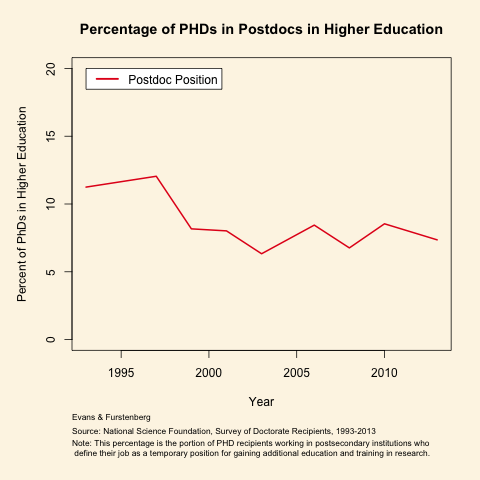 Percentage of PHDs in Postdocs in Higher Education
Postdoc Position
Percent of PhDs in Higher Education
20
15
10
5
0
1995 2000 2005 2010
Year
Evans & Furstenberg
Source: National Science Foundation, Survey of Doctorate Recipients, 1993-2013
Note: This percentage is the portion of PHD recipients working in postsecondary institutions who
define their job as a temporary position for gaining additional education and training in research.